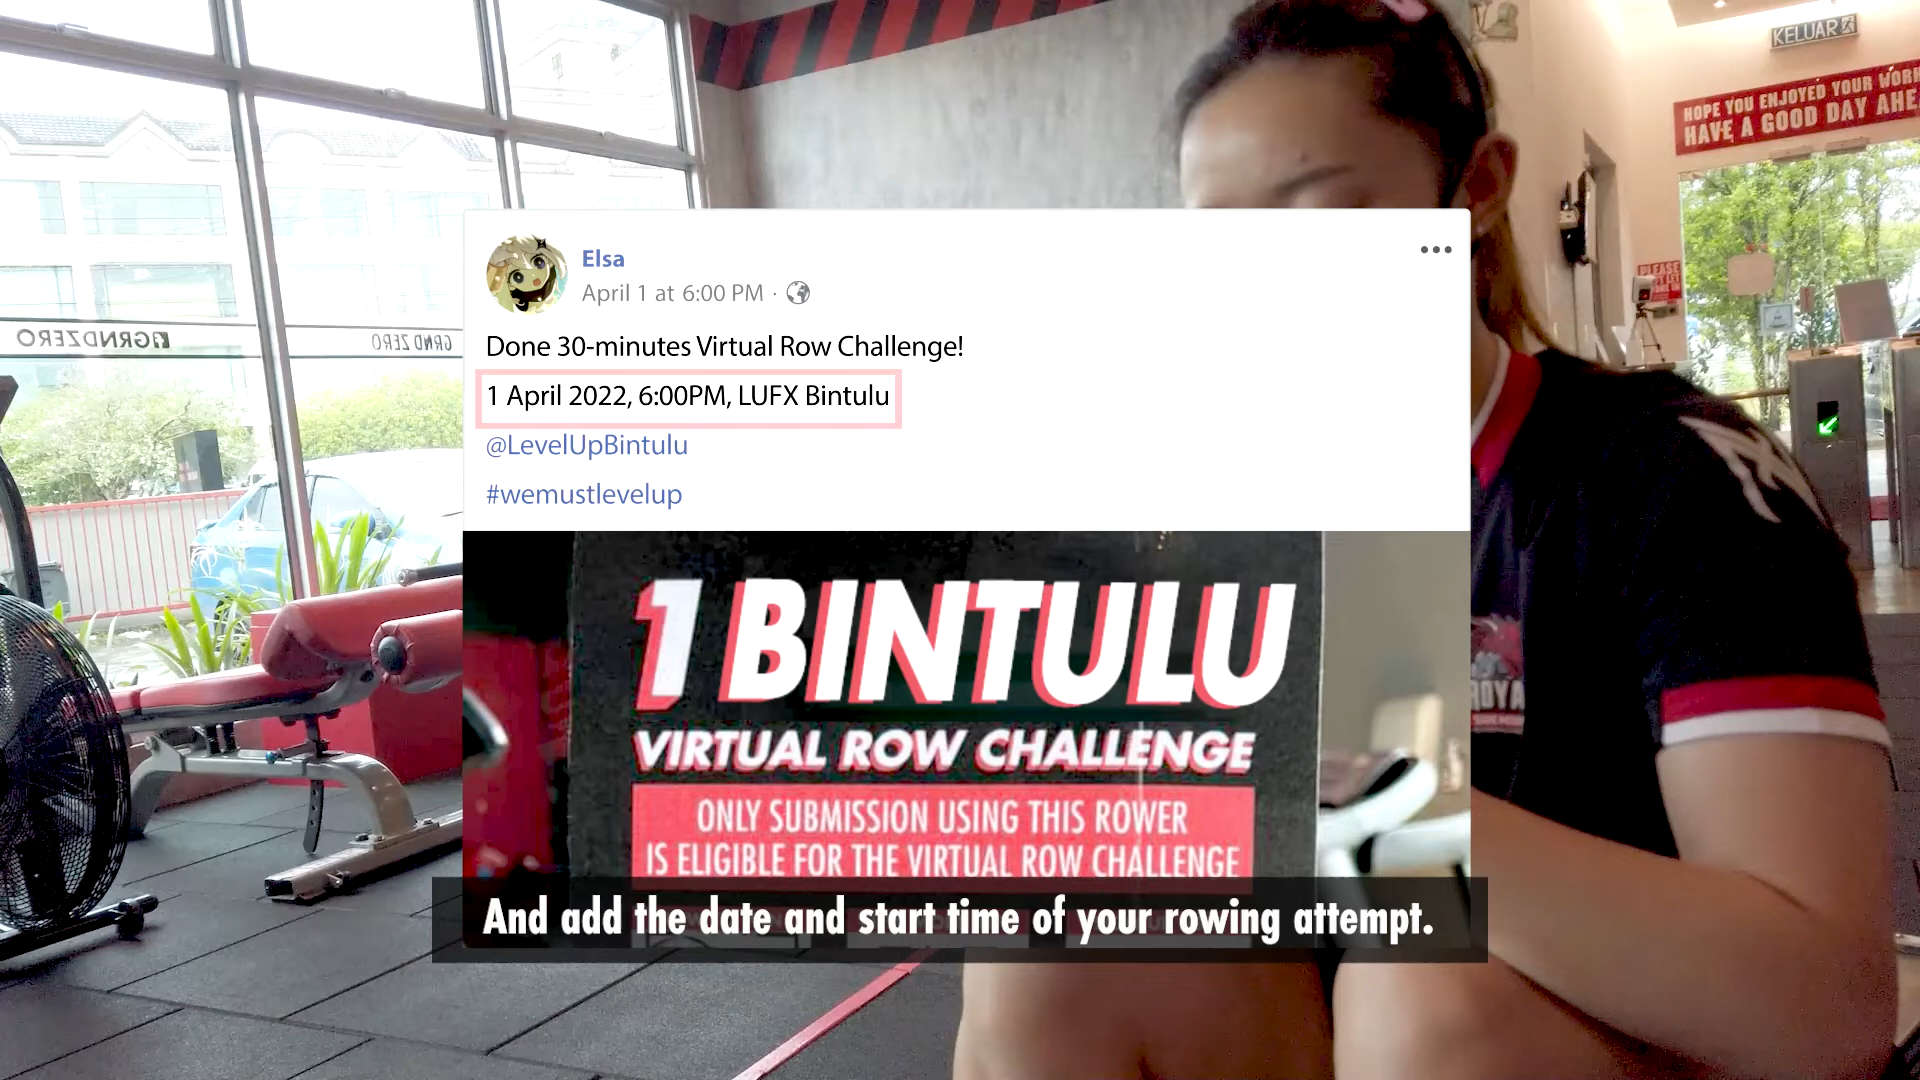 KELUAR
HOPE YOU ENJOYED YOUR WORK
HAVE A GOOD DAY AHE
PLEASE
GRNDZERO
GRNDZERO
Elsa
April 1 at 6:00 PM ·
Done 30-minutes Virtual Row Challenge!
1 April 2022, 6:00PM, LUFX Bintulu
@LevelUpBintulu
#wemustlevelup
1 BINTULU
VIRTUAL ROW CHALLENGE
ONLY SUBMISSION USING THIS ROWER
IS ELIGIBLE FOR THE VIRTUAL ROW CHALLENGE
ROYA
And add the date and start time of your rowing attempt.